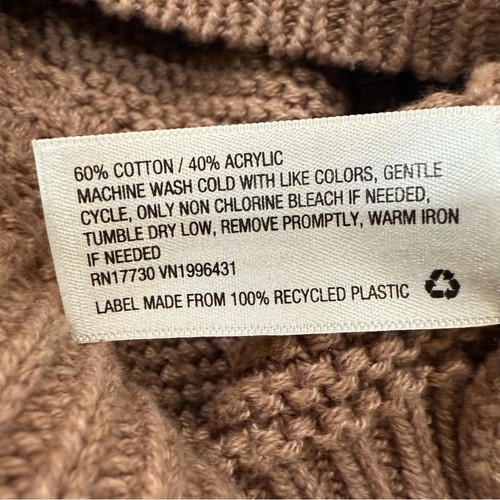 60% COTTON / 40% ACRYLIC
MACHINE WASH COLD WITH LIKE COLORS, GENTLE
CYCLE, ONLY NON CHLORINE BLEACH IF NEEDED,
TUMBLE DRY LOW, REMOVE PROMPTLY, WARM IRON
IF NEEDED
RN17730 VN1996431
LABEL MADE FROM 100% RECYCLED PLASTIC